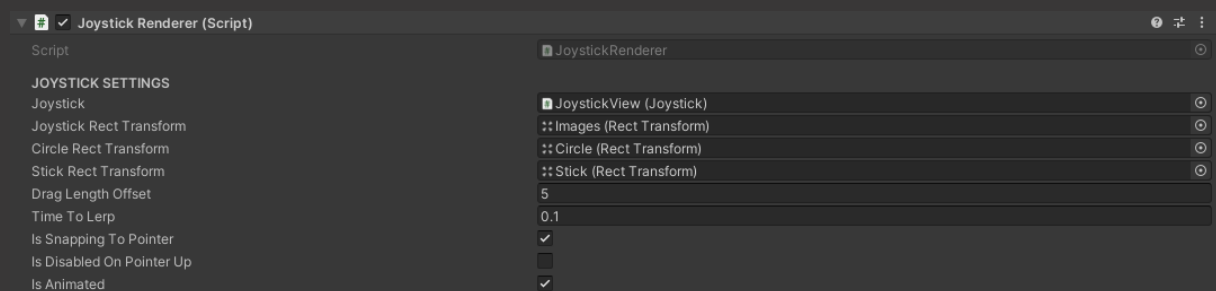 Joystick Renderer (Script)
Script JoystickRenderer
JOYSTICK SETTINGS
Joystick JoystickView (Joystick)
Joystick Rect Transform Images (Rect Transform)
Circle Rect Transform Circle (Rect Transform)
Stick Rect Transform Stick (Rect Transform)
Drag Length Offset 5
Time To Lerp 0.1
Is Snapping To Pointer
Is Disabled On Pointer Up
Is Animated